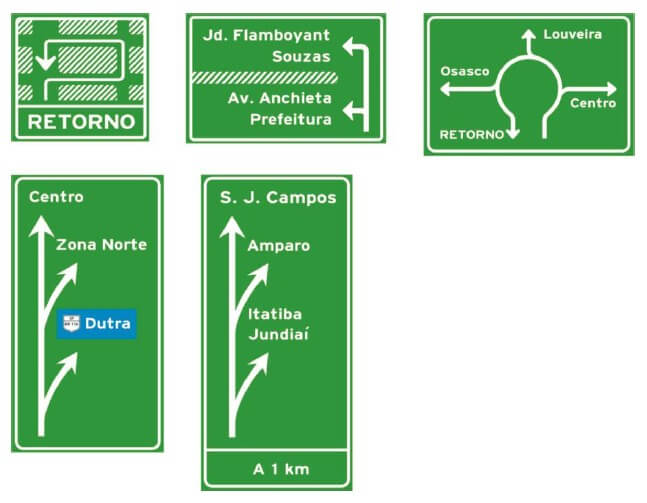 RETORNO
Jd. Flamboyant
Souzas
Av. Anchieta
Prefeitura
Louveira
Osasco
Centro
RETORNO
Centro
Zona Norte
Dutra
S. J. Campos
Amparo
Itatiba
Jundiaí
A 1 km